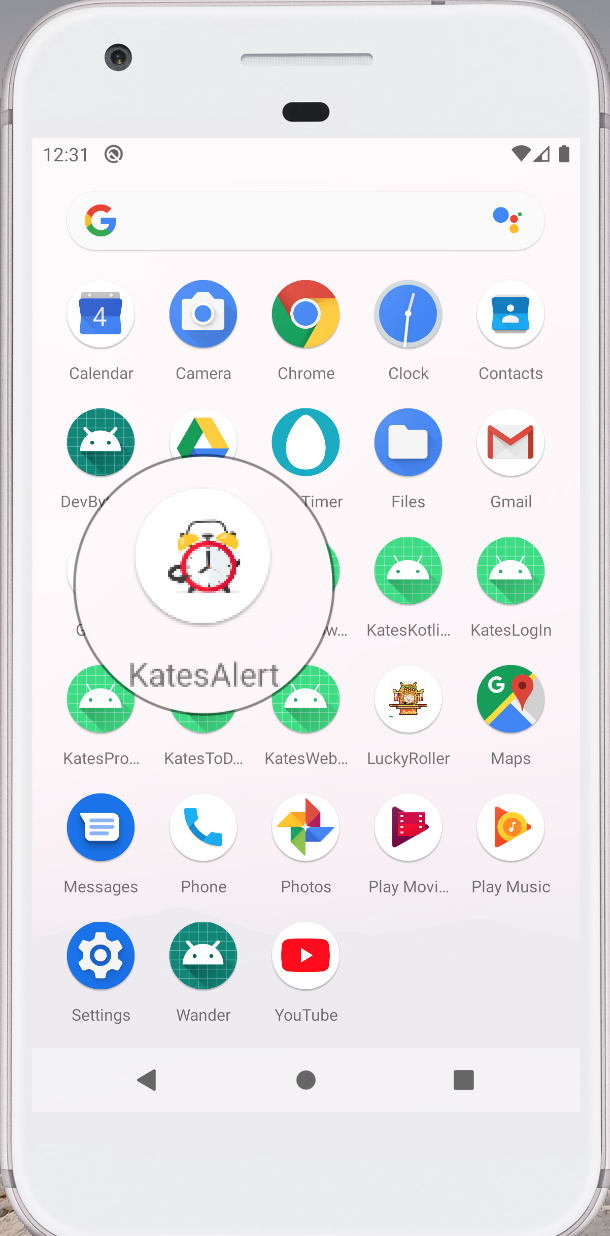 12:31
Calendar
Camera
Chrome
Clock
Contacts
DevBy
Timer
Files
Gmail
G
w...
KatesKotli...
KatesLogIn
KatesAlert
KatesPro...
KatesToD...
KatesWeb...
LuckyRoller
Maps
Messages
Phone
Photos
Play Movi...
Play Music
Settings
Wander
YouTube
4
G
G